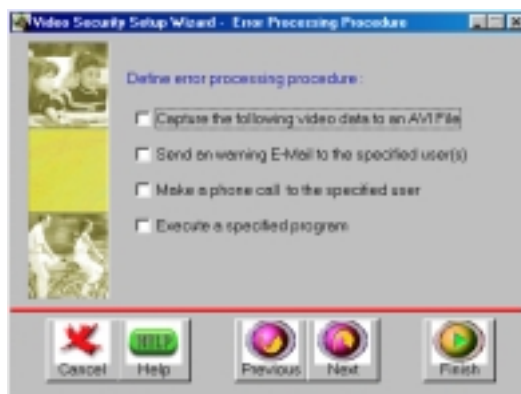 Video Security Setup Wizard - Error Processing Procedure
Define error processing procedure :
Capture the following video data to an AVI File
Send an warning E-Mail to the specified user(s)
Make a phone call to the specified user
Execute a specified program
HELP
Cancel Help Previous Next Finish